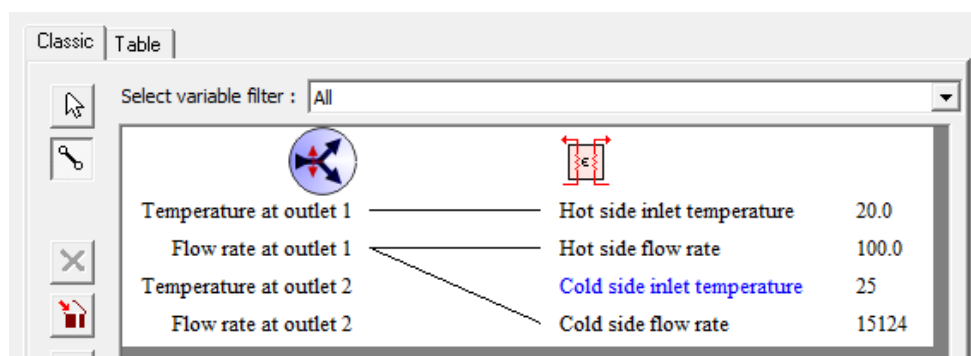 Classic Table
Select variable filter : All
ε
Temperature at outlet 1 Hot side inlet temperature 20.0
Flow rate at outlet 1 Hot side flow rate 100.0
Temperature at outlet 2 Cold side inlet temperature 25
Flow rate at outlet 2 Cold side flow rate 15124